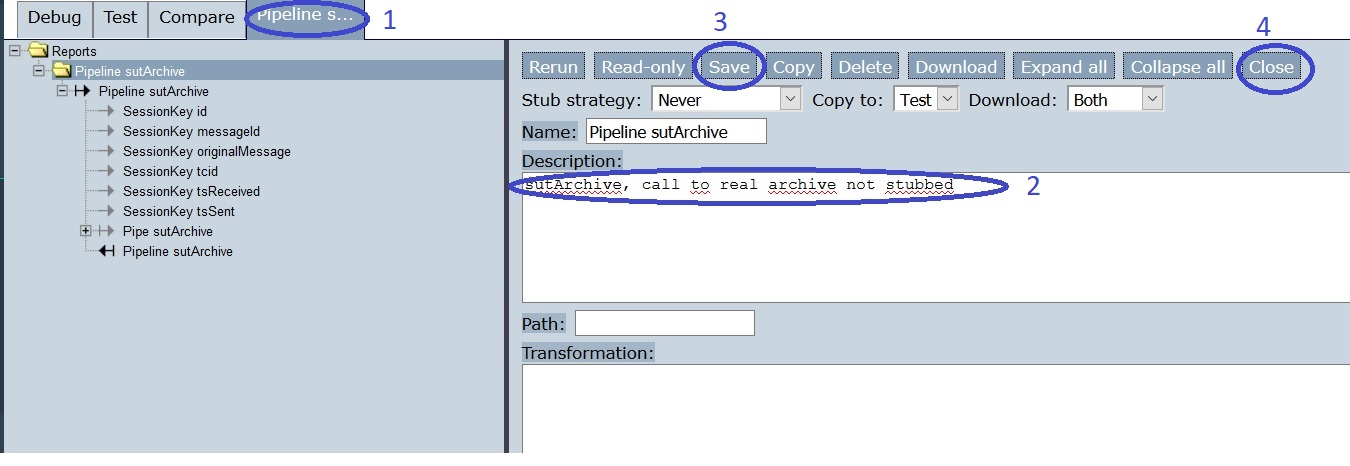 Debug Test Compare Pipeline s... 1
3
4
Reports
Pipeline sutArchive
Pipeline sutArchive
SessionKey id
SessionKey messageId
SessionKey originalMessage
SessionKey tcid
SessionKey tsReceived
SessionKey tsSent
Pipe sutArchive
Pipeline sutArchive
Rerun Read-only Save Copy Delete Download Expand all Collapse all Close
Stub strategy: Never Copy to: Test Download: Both
Name: Pipeline sutArchive
Description:
sutArchive, call to real archive not stubbed 2
Path:
Transformation: